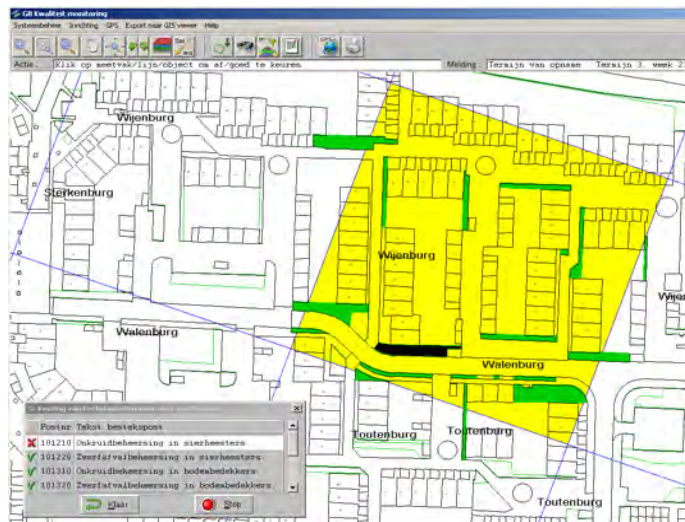 GB Kwaliteit monitoring
Systeembeheer Inrichting GPS Export naar GIS viewer Help
Actie : Klik op meetvak/lijn/object om af/goed te keuren Melding : Termijn van opname Termijn 3. week 2
Wijenburg
Sterkenburg
Wijenburg
Wijen
Walenburg
Walenburg
Toutenburg
Toutenburg
Toutenburg
Postnr Tekst bestekspost
101210 Onkruidbeheersing in sierheesters
101220 Zwerfafvalbeheersing in sierheesters
101310 Onkruidbeheersing in bodembedekkers
101320 Zwerfafvalbeheersing in bodembedekkers
Klaar Stop